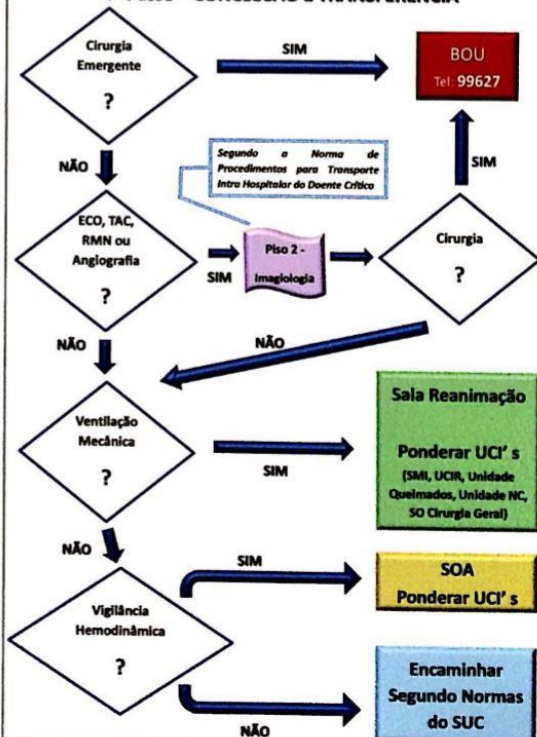 Cirurgia
Emergente
?
SIM
BOU
Tel: 99627
NÃO
Segundo a Norma de
Procedimentos para Transporte
Intra Hospitalar do Doente Crítico
SIM
ECO, TAC,
RMN ou
Angiografia
?
SIM
Piso 2 -
Imagiologia
Cirurgia
?
NÃO
NÃO
Ventilação
Mecânica
?
SIM
Sala Reanimação
Ponderar UCI' s
(SMI, UCIR, Unidade
Queimados, Unidade NC,
SO Cirurgia Geral)
NÃO
Vigilância
Hemodinâmica
?
SIM
SOA
Ponderar UCI' s
NÃO
Encaminhar
Segundo Normas
do SUC